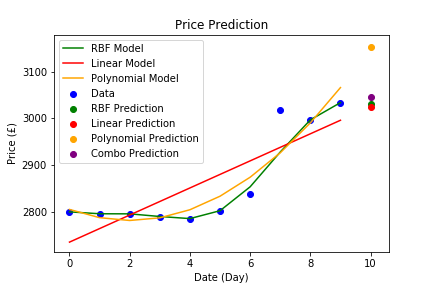 Price Prediction
RBF Model
Linear Model
Polynomial Model
Data
RBF Prediction
Linear Prediction
Polynomial Prediction
Combo Prediction
3100
3000
2900
2800
Price (£)
0 2 4 6 8 10
Date (Day)